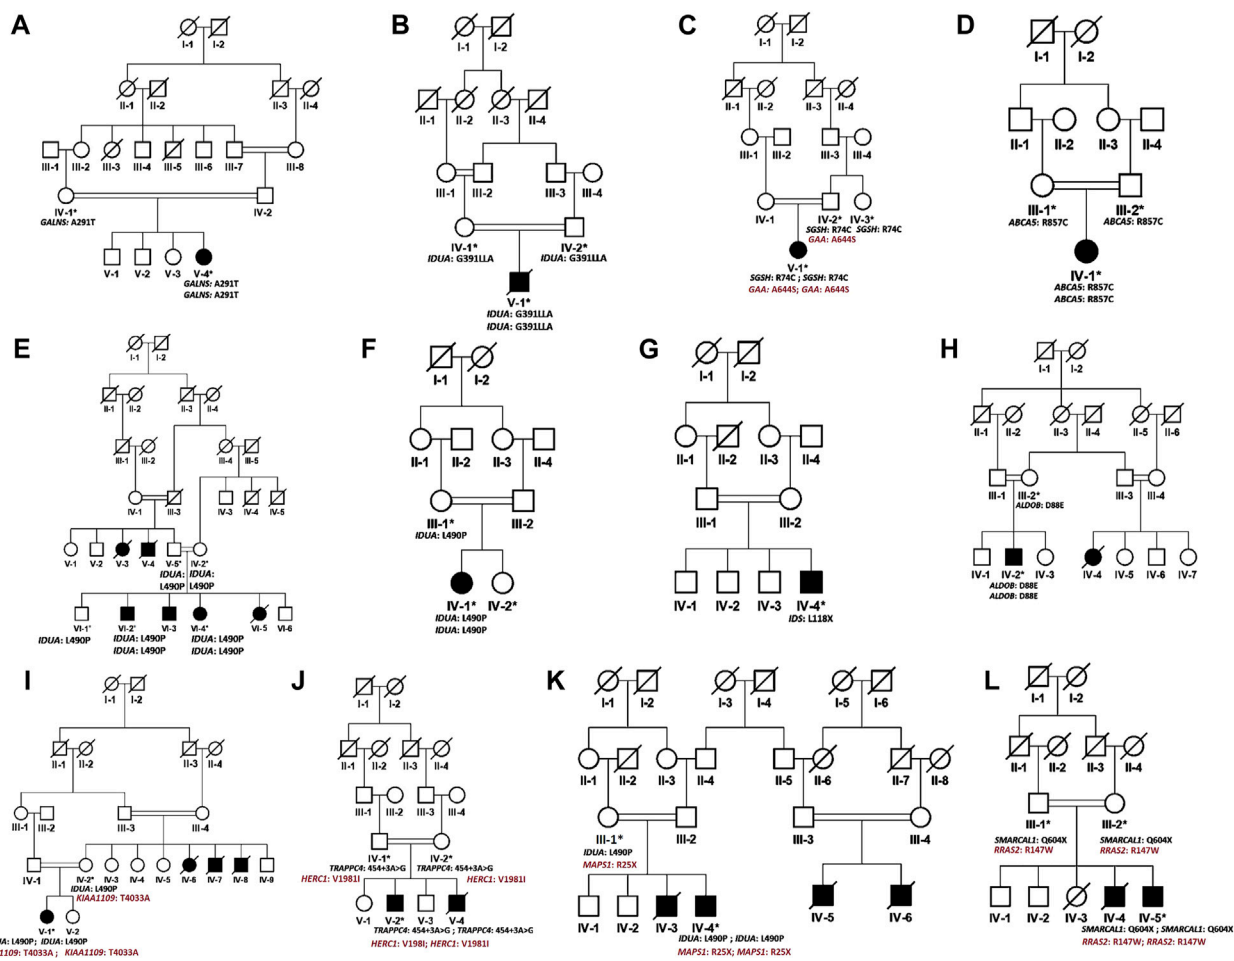 A
I-1 I-2
II-1 II-2 II-3 II-4
III-1 III-2 III-3 III-4 III-5 III-6 III-7 III-8
IV-1* IV-2
GALNS: A291T
V-1 V-2 V-3 V-4*
GALNS: A291T
GALNS: A291T
B
I-1 I-2
II-1 II-2 II-3 II-4
III-1 III-2 III-3 III-4
IV-1* IV-2*
IDUA: G391LLA IDUA: G391LLA
V-1*
IDUA: G391LLA
IDUA: G391LLA
C
I-1 I-2
II-1 II-2 II-3 II-4
III-1 III-2 III-3 III-4
IV-1 IV-2* IV-3*
SGSH: R74C SGSH: R74C
GAA: A644S
V-1*
SGSH: R74C ; SGSH: R74C
GAA: A644S; GAA: A644S
D
I-1 I-2
II-1 II-2 II-3 II-4
III-1* III-2*
ABCA5: R857C ABCA5: R857C
IV-1*
ABCA5: R857C
ABCA5: R857C
E
I-1 I-2
II-1 II-2 II-3 II-4
III-1 III-2 III-4 III-5
IV-1 III-3 IV-3 IV-4 IV-5
V-1 V-2 V-3 V-4 V-5* IV-2*
IDUA: IDUA:
L490P L490P
VI-1* VI-2* VI-3 VI-4* VI-5 VI-6
IDUA: L490P IDUA: L490P IDUA: L490P
IDUA: L490P IDUA: L490P
F
I-1 I-2
II-1 II-2 II-3 II-4
III-1* III-2
IDUA: L490P
IV-1* IV-2*
IDUA: L490P
IDUA: L490P
G
I-1 I-2
II-1 II-2 II-3 II-4
III-1 III-2
IV-1 IV-2 IV-3 IV-4*
IDS: L118X
H
I-1 I-2
II-1 II-2 II-3 II-4 II-5 II-6
III-1 III-2* III-3 III-4
ALDOB: D88E
IV-1 IV-2* IV-3 IV-4 IV-5 IV-6 IV-7
ALDOB: D88E
ALDOB: D88E
I
I-1 I-2
II-1 II-2 II-3 II-4
III-1 III-2 III-3 III-4
IV-1 IV-2* IV-3 IV-4 IV-5 IV-6 IV-7 IV-8 IV-9
IDUA: L490P
KIAA1109: T4033A
V-1* V-2
UA: L490P ; IDUA: L490P
1109: T4033A ; KIAA1109: T4033A
J
I-1 I-2
II-1 II-2 II-3 II-4
III-1 III-2 III-3 III-4
IV-1* IV-2*
TRAPPC4: 454+3A>G TRAPPC4: 454+3A>G
HERC1: V1981I HERC1: V1981I
V-1 V-2* V-3 V-4
TRAPPC4: 454+3A>G ; TRAPPC4: 454+3A>G
HERC1: V198I; HERC1: V1981I
K
I-1 I-2 I-3 I-4 I-5 I-6
II-1 II-2 II-3 II-4 II-5 II-6 II-7 II-8
III-1* III-2 III-3 III-4
IDUA: L490P
MAPS1: R25X
IV-1 IV-2 IV-3 IV-4* IV-5 IV-6
IDUA: L490P ; IDUA: L490P
MAPS1: R25X; MAPS1: R25X
L
I-1 I-2
II-1 II-2 II-3 II-4
III-1* III-2*
SMARCAL1: Q604X SMARCAL1: Q604X
RRAS2: R147W RRAS2: R147W
IV-1 IV-2 IV-3 IV-4 IV-5*
SMARCAL1: Q604X ; SMARCAL1: Q604X
RRAS2: R147W; RRAS2: R147W